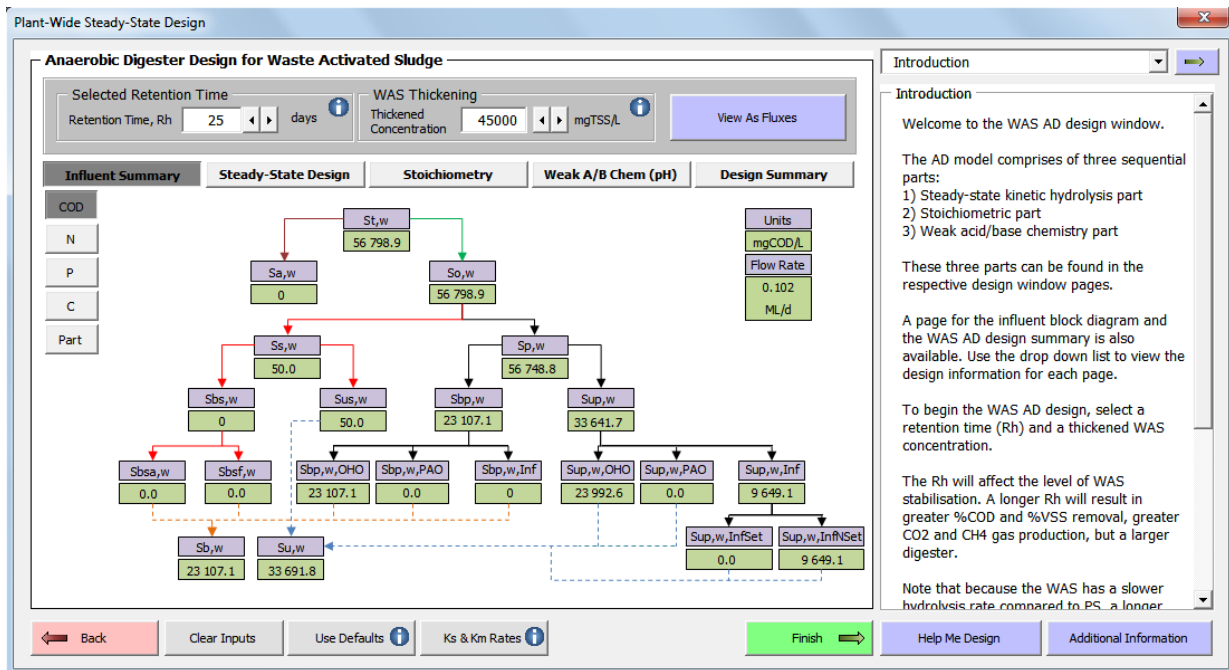 Plant-Wide Steady-State Design
x
Anaerobic Digester Design for Waste Activated Sludge
Selected Retention Time
Retention Time, Rh 25 days
WAS Thickening
Thickened
Concentration 45000 mgTSS/L
View As Fluxes
Influent Summary Steady-State Design Stoichiometry Weak A/B Chem (pH) Design Summary
COD
N
P
C
Part
St,w
56 798.9
Sa,w So,w
0 56 798.9
Ss,w Sp,w
50.0 56 748.8
Sbs,w Sus,w Sbp,w Sup,w
0 50.0 23 107.1 33 641.7
Sbsa,w Sbsf,w Sbp,w,OHO Sbp,w,PAO Sbp,w,Inf Sup,w,OHO Sup,w,PAO Sup,w,Inf
0.0 0.0 23 107.1 0.0 0 23 992.6 0.0 9 649.1
Sb,w Su,w Sup,w,InfSet Sup,w,InfNSet
23 107.1 33 691.8 0.0 9 649.1
Units
mgCOD/L
Flow Rate
0.102
ML/d
Back Clear Inputs Use Defaults Ks & Km Rates Finish Help Me Design Additional Information
Introduction
Introduction
Welcome to the WAS AD design window.
The AD model comprises of three sequential
parts:
1) Steady-state kinetic hydrolysis part
2) Stoichiometric part
3) Weak acid/base chemistry part
These three parts can be found in the
respective design window pages.
A page for the influent block diagram and
the WAS AD design summary is also
available. Use the drop down list to view the
design information for each page.
To begin the WAS AD design, select a
retention time (Rh) and a thickened WAS
concentration.
The Rh will affect the level of WAS
stabilisation. A longer Rh will result in
greater %COD and %VSS removal, greater
CO2 and CH4 gas production, but a larger
digester.
Note that because the WAS has a slower
hydrolysis rate compared to PS, a longer